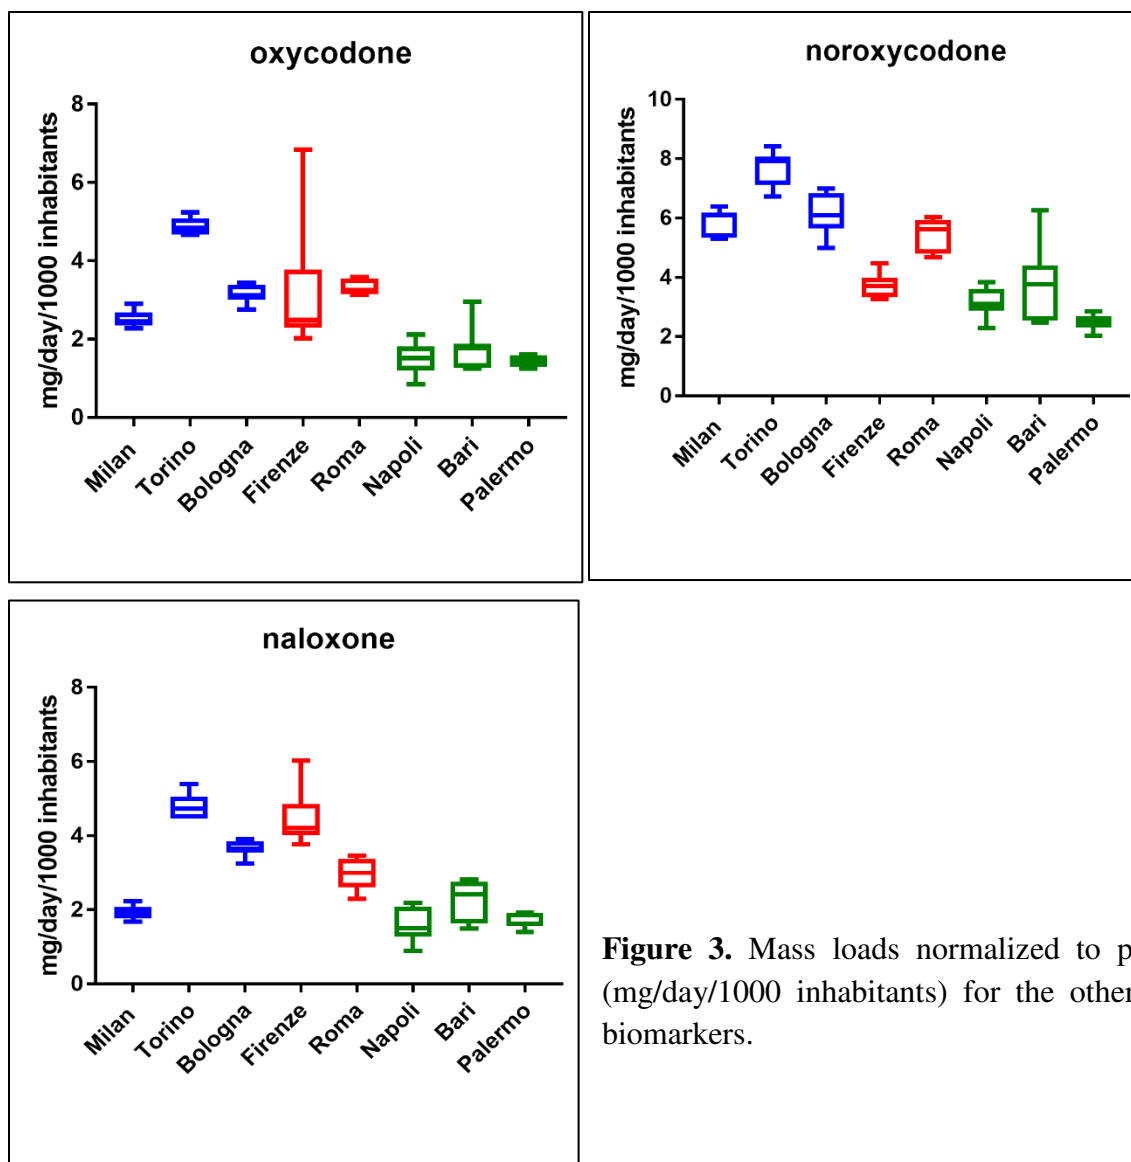 oxycodone
mg/day/1000 inhabitants
8
6
4
2
0
Milan
Torino
Bologna
Firenze
Roma
Napoli
Bari
Palermo
noroxycodone
mg/day/1000 inhabitants
10
8
6
4
2
0
Milan
Torino
Bologna
Firenze
Roma
Napoli
Bari
Palermo
naloxone
mg/day/1000 inhabitants
8
6
4
2
0
Milan
Torino
Bologna
Firenze
Roma
Napoli
Bari
Palermo
Figure 3. Mass loads normalized to p
(mg/day/1000 inhabitants) for the other
biomarkers.